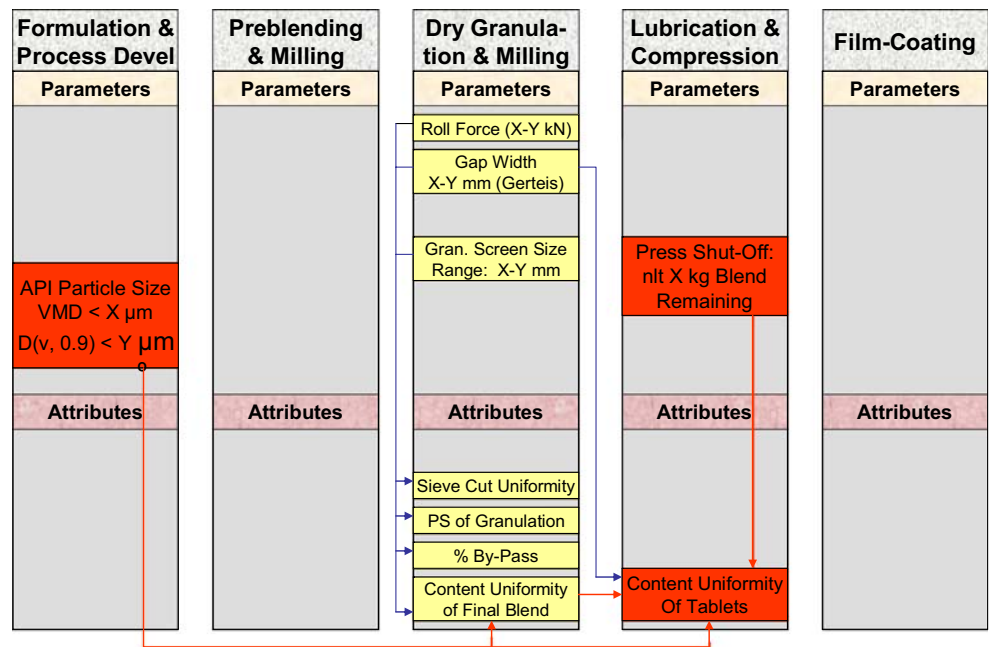 Formulation &
Process Devel
Parameters
API Particle Size
VMD < X µm
D(v, 0.9) < Y µm
Attributes
Preblending
& Milling
Parameters
Attributes
Dry Granula-
tion & Milling
Parameters
Roll Force (X-Y kN)
Gap Width
X-Y mm (Gerteis)
Gran. Screen Size
Range:  X-Y mm
Attributes
Sieve Cut Uniformity
PS of Granulation
% By-Pass
Content Uniformity
of Final Blend
Lubrication &
Compression
Parameters
Press Shut-Off:
nlt X kg Blend
Remaining
Attributes
Content Uniformity
Of Tablets
Film-Coating
Parameters
Attributes